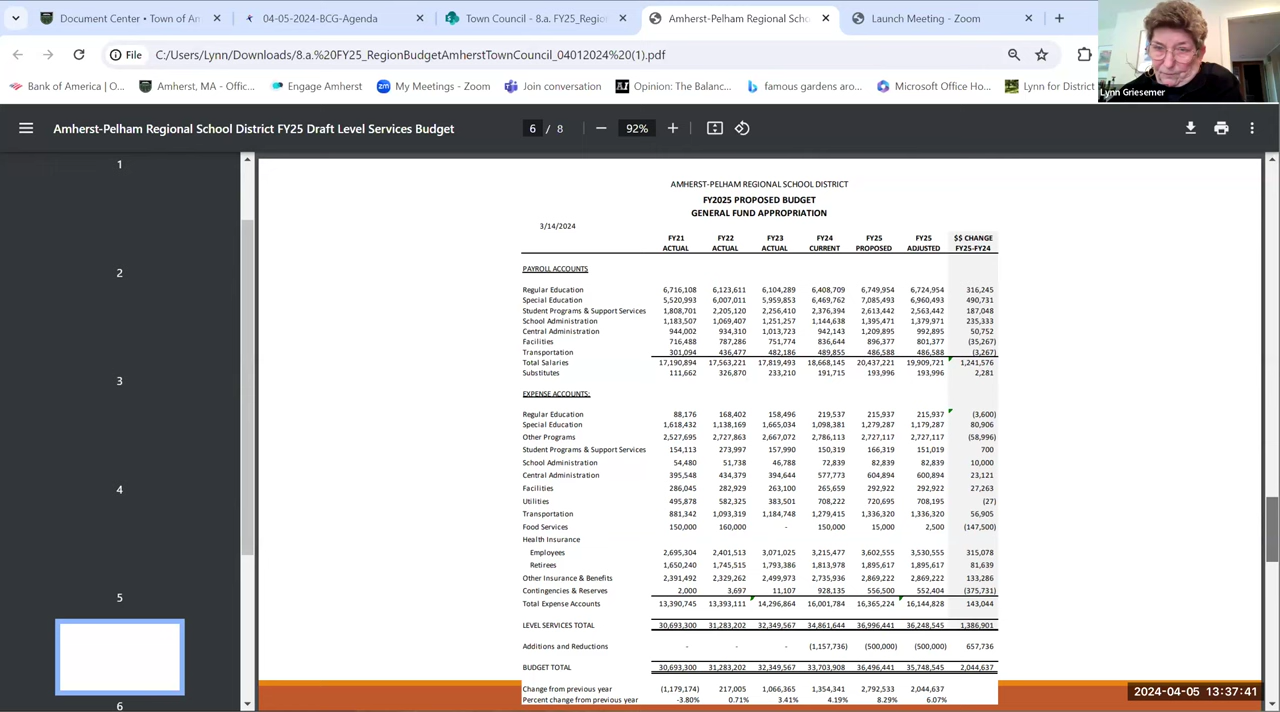 Document Center • Town of Am
04-05-2024-BCG-Agenda
Town Council - 8.a. FY25_Regio
Amherst-Pelham Regional Scho
Launch Meeting - Zoom
File
C:/Users/Lynn/Downloads/8.a.%20FY25_RegionBudgetAmherstTownCouncil_04012024%20(1).pdf
Bank of America | O...
Amherst, MA - Offic...
Engage Amherst
My Meetings - Zoom
Join conversation
Opinion: The Balanc...
famous gardens aro...
Microsoft Office Ho...
Lynn for District
Lynn Griesemer
Amherst-Pelham Regional School District FY25 Draft Level Services Budget
6 / 8
92%
1
2
3
4
5
6
AMHERST-PELHAM REGIONAL SCHOOL DISTRICT
FY2025 PROPOSED BUDGET
GENERAL FUND APPROPRIATION
3/14/2024
FY21 FY22 FY23 FY24 FY25 FY25 $$ CHANGE
ACTUAL ACTUAL ACTUAL CURRENT PROPOSED ADJUSTED FY25-FY24
PAYROLL ACCOUNTS
Regular Education 6,716,108 6,123,611 6,104,289 6,408,709 6,749,954 6,724,954 316,245
Special Education 5,520,993 6,007,011 5,959,853 6,469,762 7,085,493 6,960,493 490,731
Student Programs & Support Services 1,808,701 2,205,120 2,256,410 2,376,394 2,613,442 2,563,442 187,048
School Administration 1,183,507 1,069,407 1,251,257 1,144,638 1,395,471 1,379,971 235,333
Central Administration 944,002 934,310 1,013,723 942,143 1,209,895 992,895 50,752
Facilities 716,488 787,286 751,774 836,644 896,377 801,377 (35,267)
Transportation 301,094 436,477 482,186 489,855 486,588 486,588 (3,267)
Total Salaries 17,190,894 17,563,221 17,819,493 18,668,145 20,437,221 19,909,721 1,241,576
Substitutes 111,662 326,870 233,210 191,715 193,996 193,996 2,281
EXPENSE ACCOUNTS:
Regular Education 88,176 168,402 158,496 219,537 215,937 215,937 (3,600)
Special Education 1,618,432 1,138,169 1,665,034 1,098,381 1,279,287 1,179,287 80,906
Other Programs 2,527,695 2,727,863 2,667,072 2,786,113 2,727,117 2,727,117 (58,996)
Student Programs & Support Services 154,113 273,997 157,990 150,319 166,319 151,019 700
School Administration 54,480 51,738 46,788 72,839 82,839 82,839 10,000
Central Administration 395,548 434,379 394,644 577,773 604,894 600,894 23,121
Facilities 286,045 282,929 263,100 265,659 292,922 292,922 27,263
Utilities 495,878 582,325 383,501 708,222 720,695 708,195 (27)
Transportation 881,342 1,093,319 1,184,748 1,279,415 1,336,320 1,336,320 56,905
Food Services 150,000 160,000 - 150,000 15,000 2,500 (147,500)
Health Insurance
Employees 2,695,304 2,401,513 3,071,025 3,215,477 3,602,555 3,530,555 315,078
Retirees 1,650,240 1,745,515 1,793,386 1,813,978 1,895,617 1,895,617 81,639
Other Insurance & Benefits 2,391,492 2,329,262 2,499,973 2,735,936 2,869,222 2,869,222 133,286
Contingencies & Reserves 2,000 3,697 11,107 928,135 556,500 552,404 (375,731)
Total Expense Accounts 13,390,745 13,393,111 14,296,864 16,001,784 16,365,224 16,144,828 143,044
LEVEL SERVICES TOTAL 30,693,300 31,283,202 32,349,567 34,861,644 36,996,441 36,248,545 1,386,901
Additions and Reductions - - - (1,157,736) (500,000) (500,000) 657,736
BUDGET TOTAL 30,693,300 31,283,202 32,349,567 33,703,908 36,496,441 35,748,545 2,044,637
Change from previous year (1,179,174) 217,005 1,066,365 1,354,341 2,792,533 2,044,637
Percent change from previous year -3.80% 0.71% 3.41% 4.19% 8.29% 6.07%
2024-04-05 13:37:41